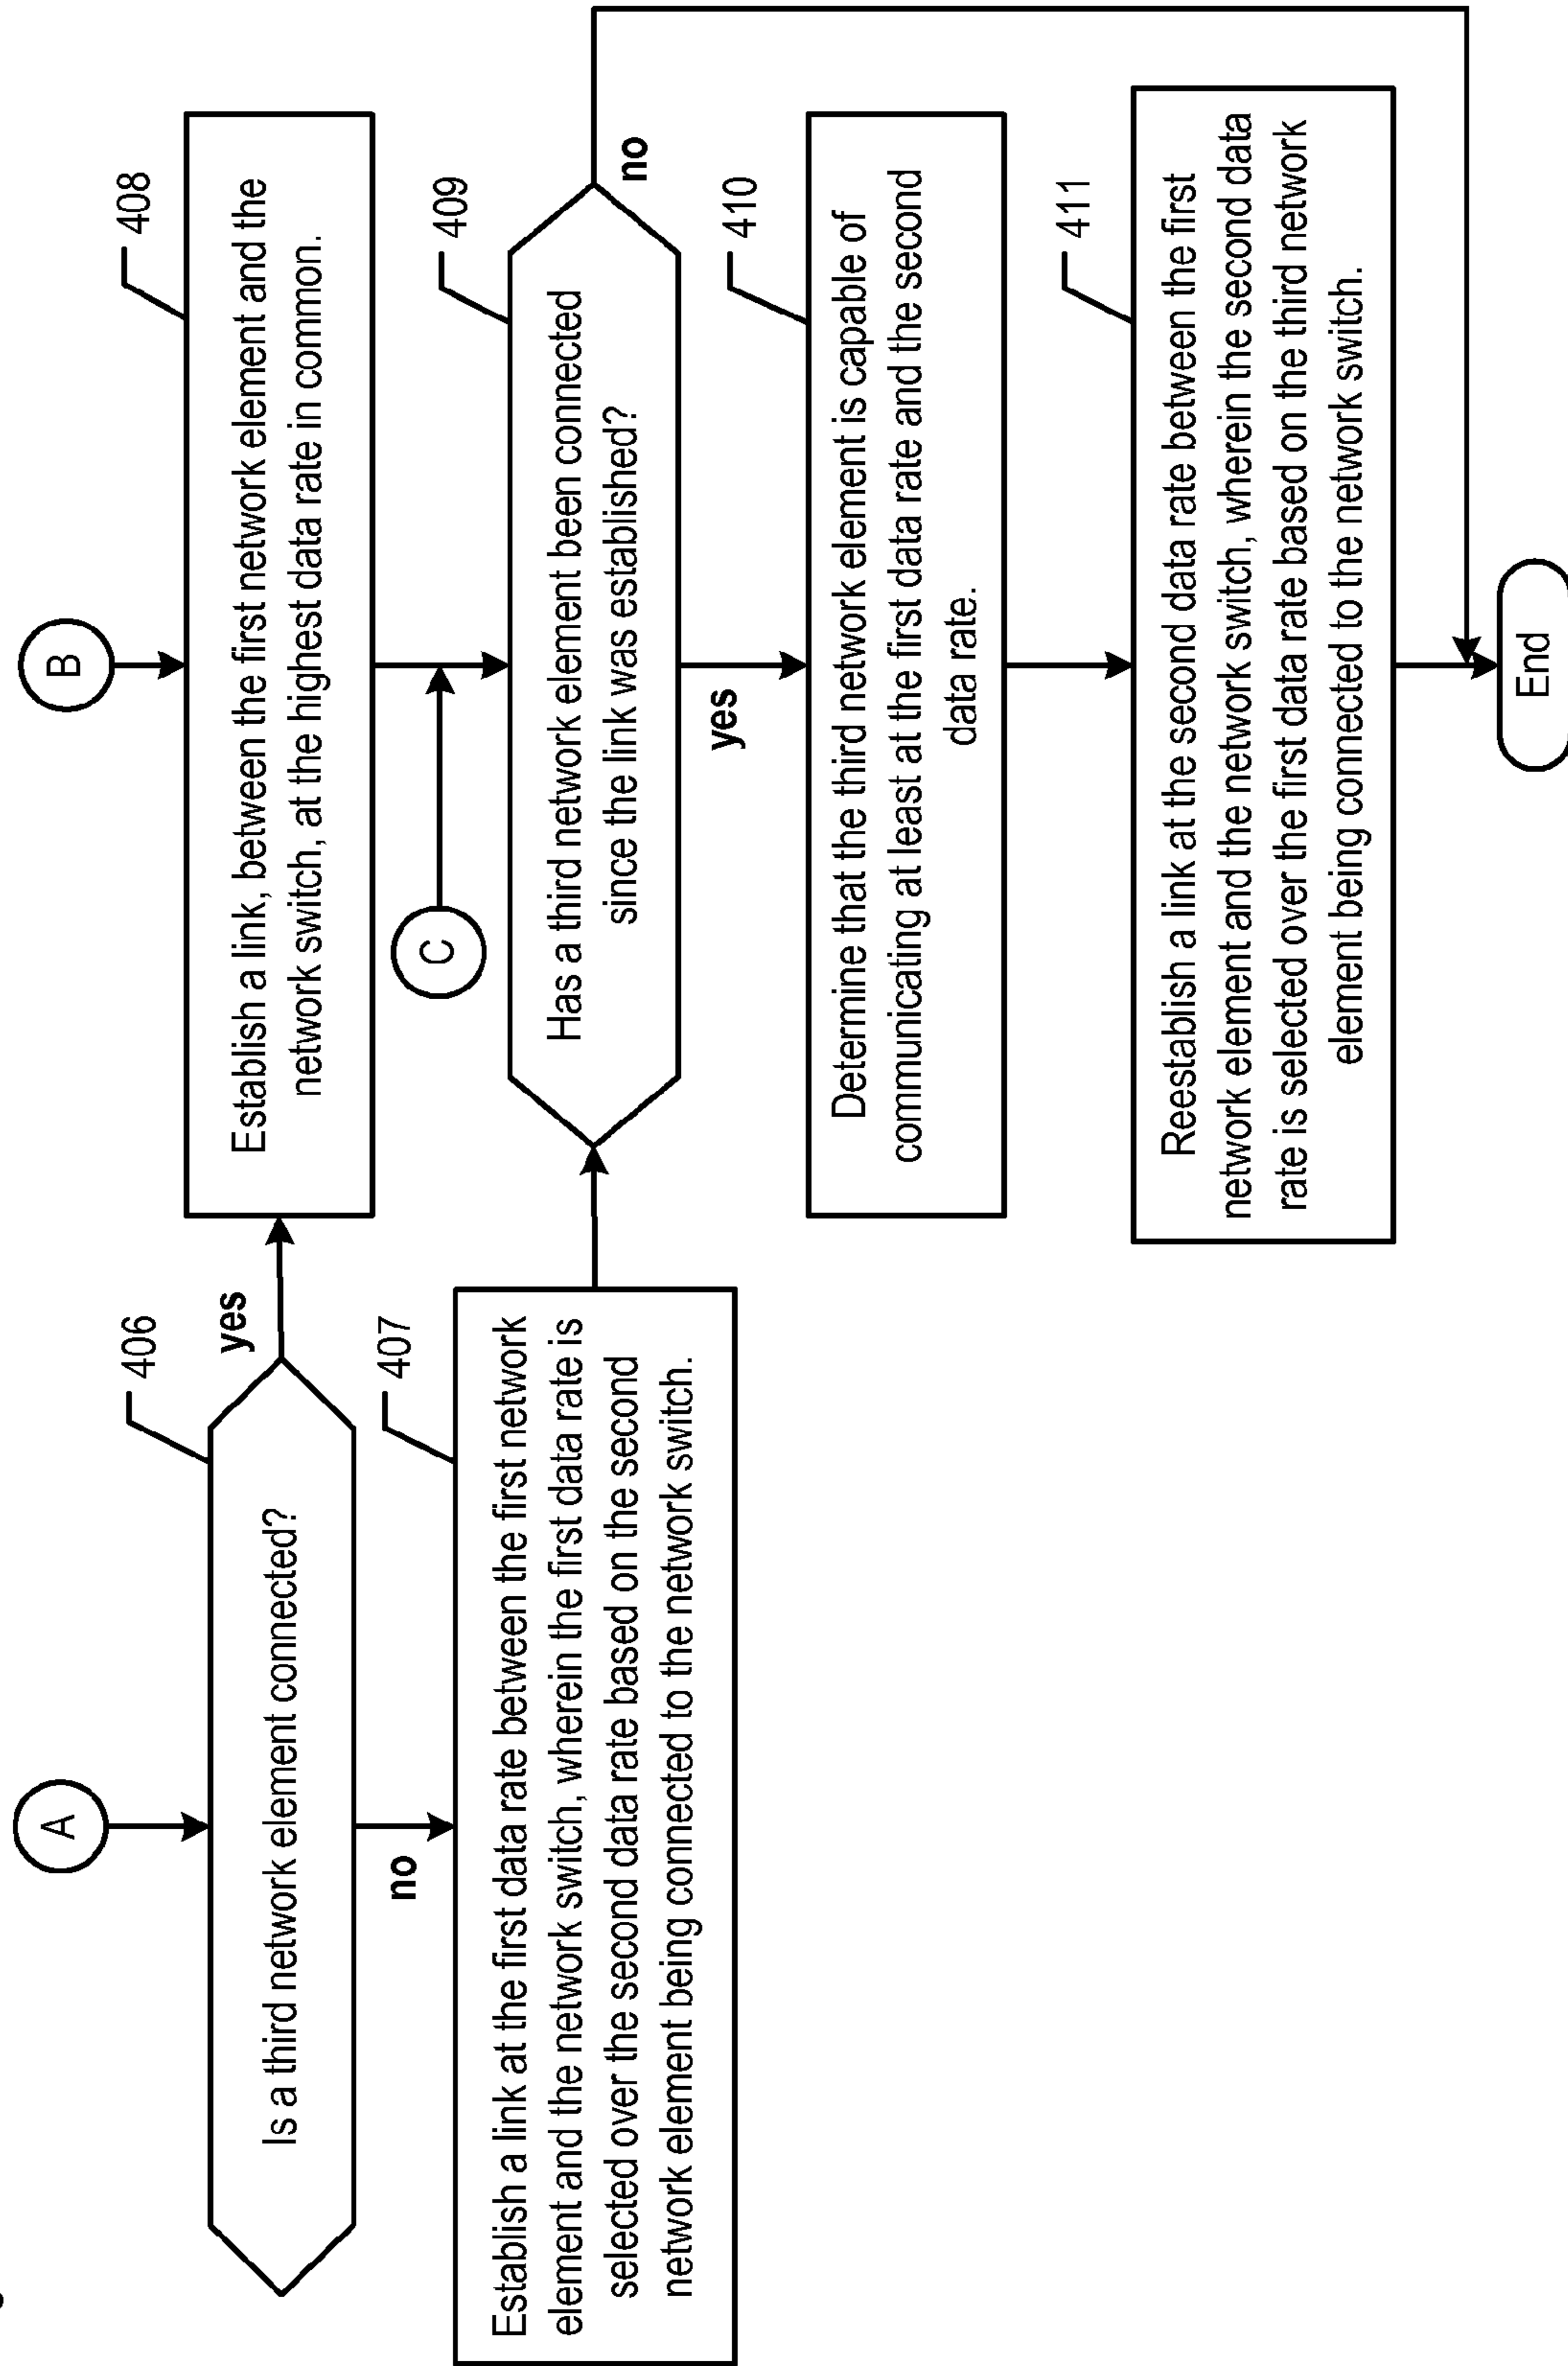 A
406
Is a third network element connected?
yes
no
407
Establish a link at the first data rate between the first network
element and the network switch, wherein the first data rate is
selected over the second data rate based on the second
network element being connected to the network switch.
B
408
Establish a link, between the first network element and the
network switch, at the highest data rate in common.
C
409
Has a third network element been connected
since the link was established?
no
yes
410
Determine that the third network element is capable of
communicating at least at the first data rate and the second
data rate.
411
Reestablish a link at the second data rate between the first
network element and the network switch, wherein the second data
rate is selected over the first data rate based on the third network
element being connected to the network switch.
End